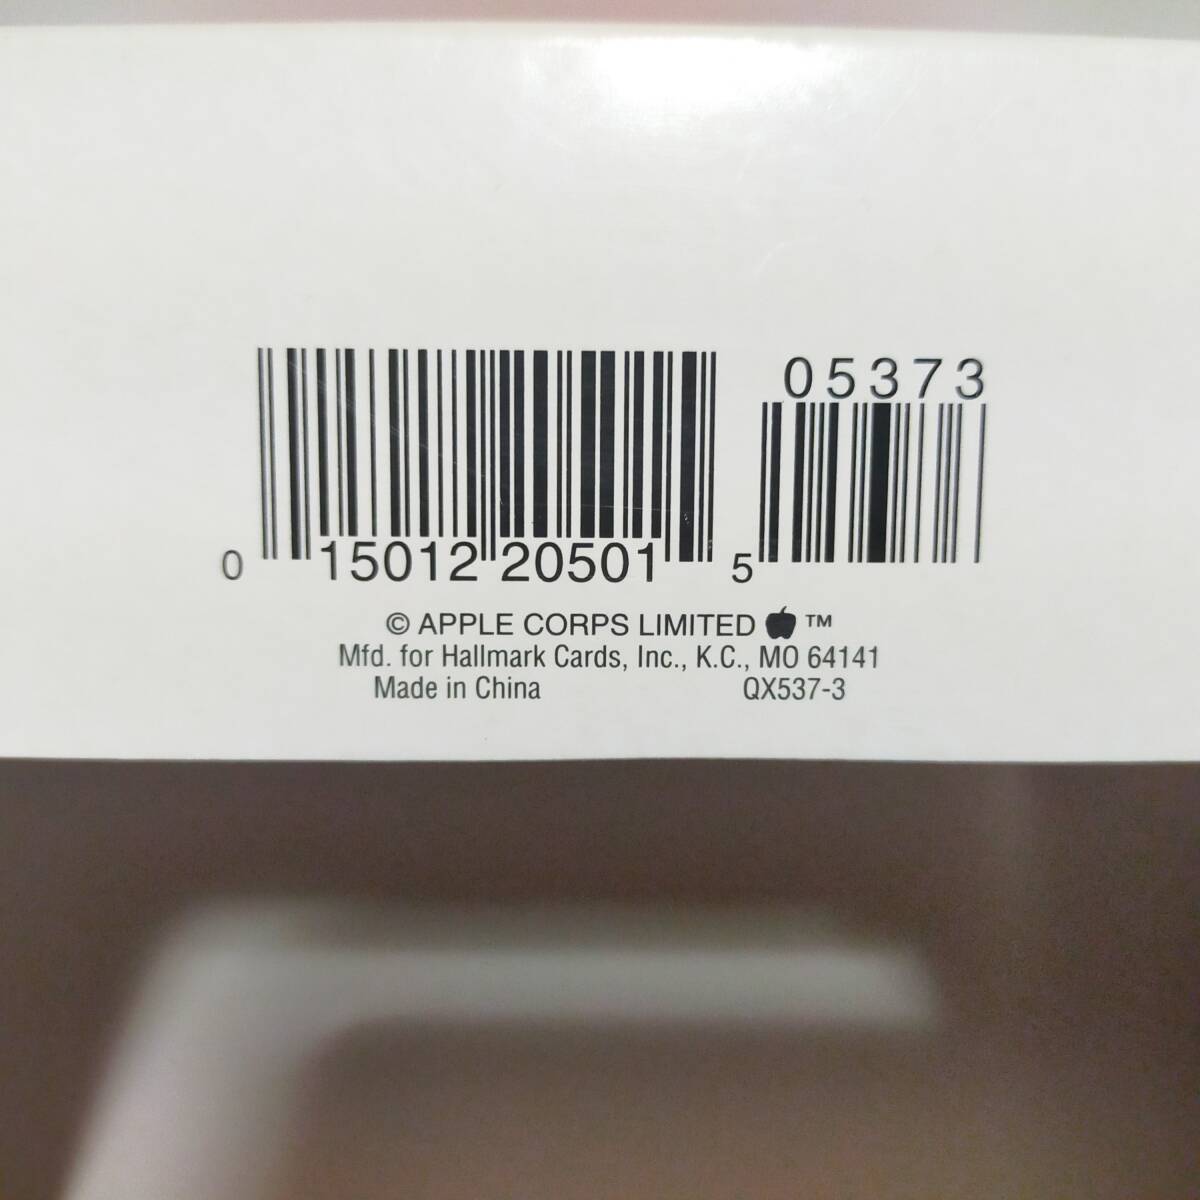 05373
0 15012 20501 5
© APPLE CORPS LIMITED ™
Mfd. for Hallmark Cards, Inc., K.C., MO 64141
Made in China QX537-3